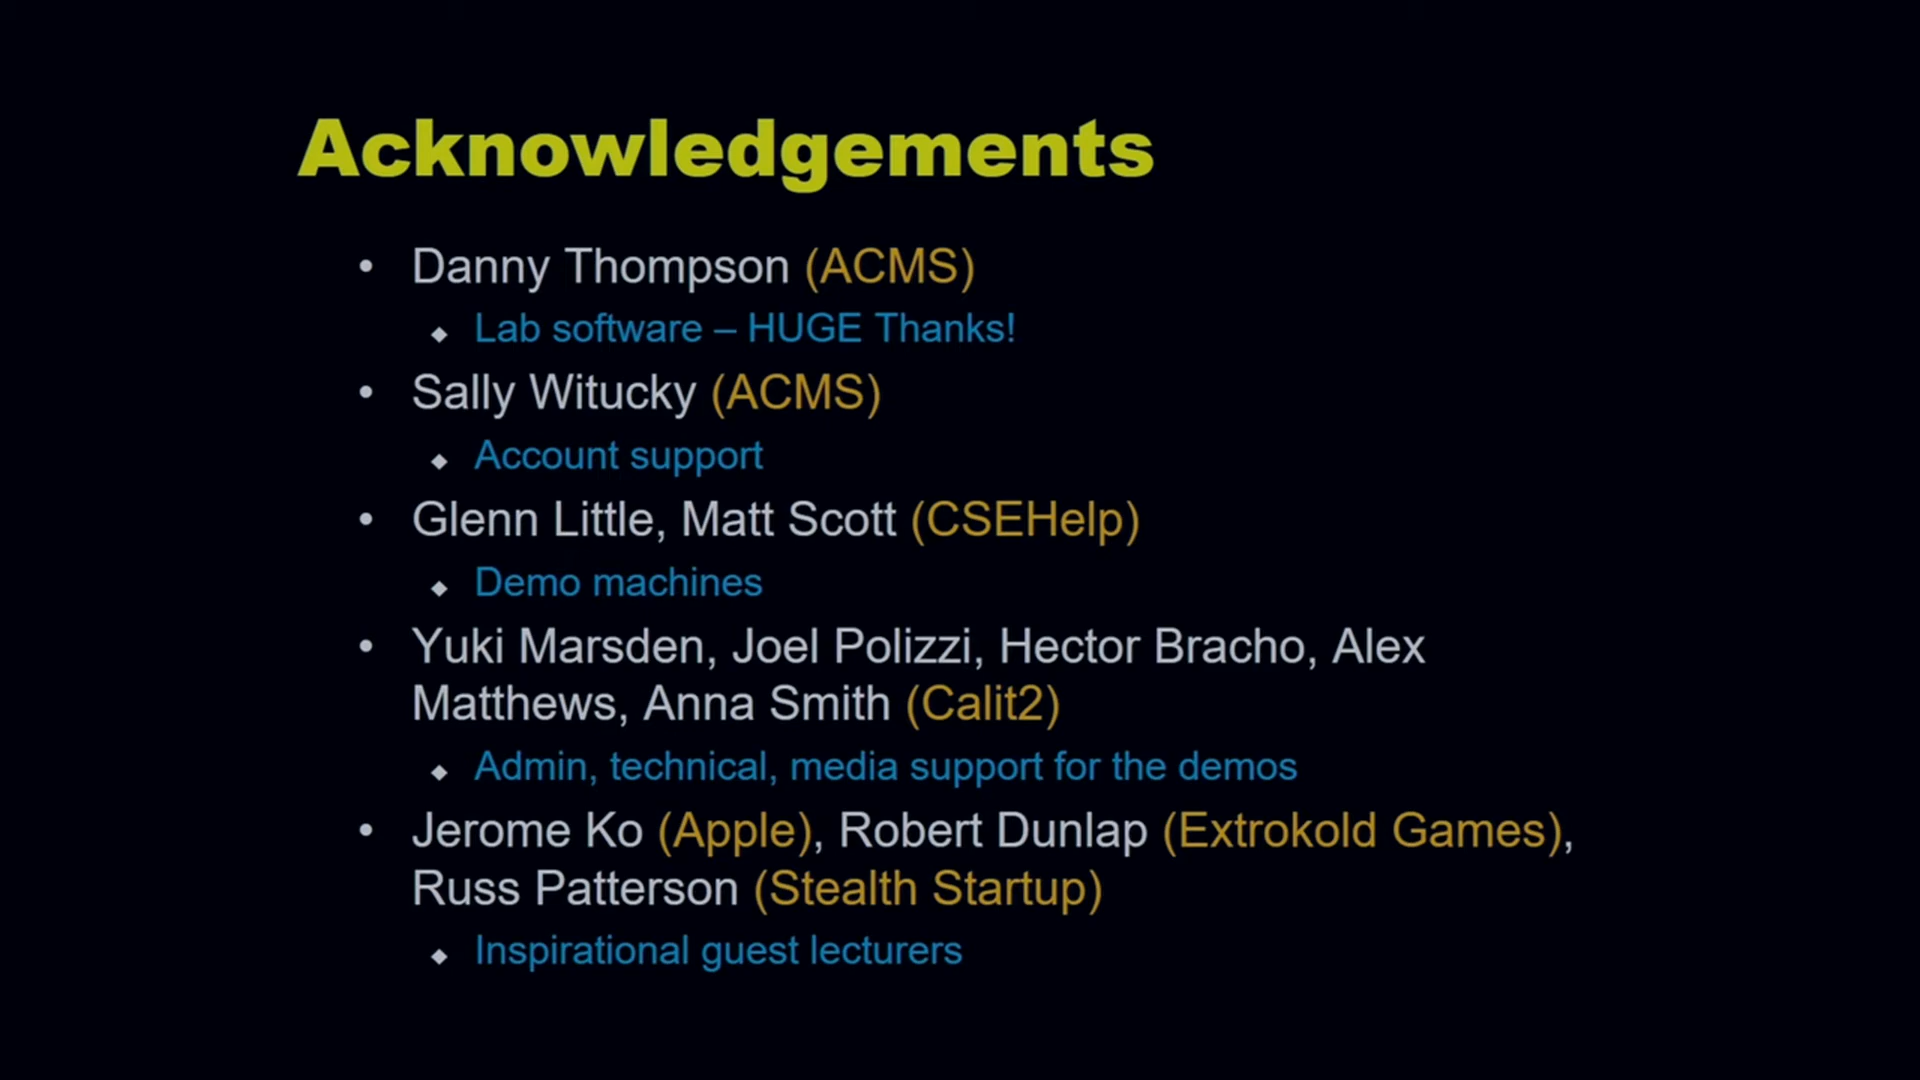 Acknowledgements
• Danny Thompson (ACMS)
◆ Lab software – HUGE Thanks!
• Sally Witucky (ACMS)
◆ Account support
• Glenn Little, Matt Scott (CSEHelp)
◆ Demo machines
• Yuki Marsden, Joel Polizzi, Hector Bracho, Alex
Matthews, Anna Smith (Calit2)
◆ Admin, technical, media support for the demos
• Jerome Ko (Apple), Robert Dunlap (Extrokold Games),
Russ Patterson (Stealth Startup)
◆ Inspirational guest lecturers